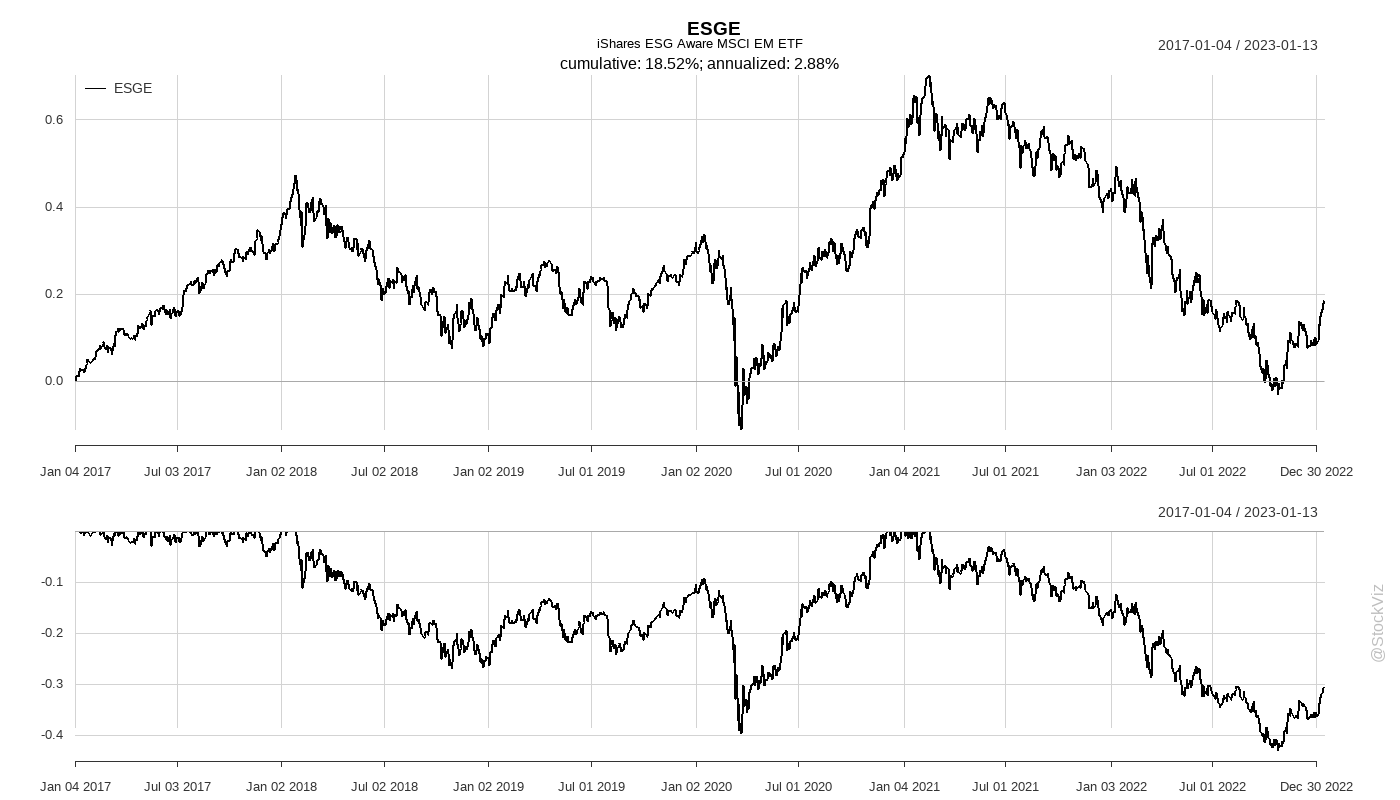 ESGE
iShares ESG Aware MSCI EM ETF
cumulative: 18.52%; annualized: 2.88%
2017-01-04 / 2023-01-13
ESGE
0.6
0.4
0.2
0.0
Jan 04 2017 Jul 03 2017 Jan 02 2018 Jul 02 2018 Jan 02 2019 Jul 01 2019 Jan 02 2020 Jul 01 2020 Jan 04 2021 Jul 01 2021 Jan 03 2022 Jul 01 2022 Dec 30 2022
2017-01-04 / 2023-01-13
-0.1
-0.2
-0.3
-0.4
Jan 04 2017 Jul 03 2017 Jan 02 2018 Jul 02 2018 Jan 02 2019 Jul 01 2019 Jan 02 2020 Jul 01 2020 Jan 04 2021 Jul 01 2021 Jan 03 2022 Jul 01 2022 Dec 30 2022
@StockViz